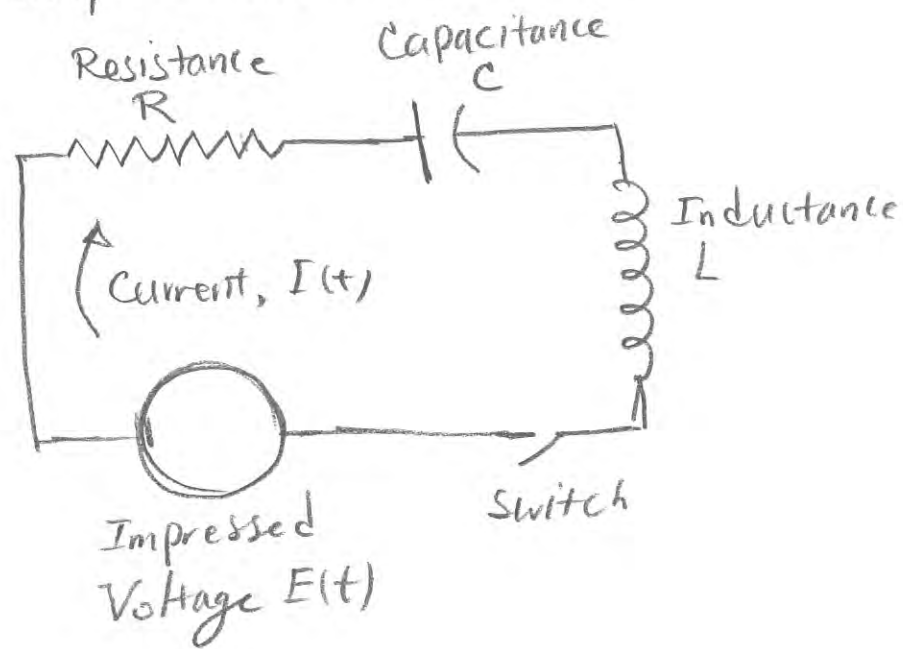 Resistance
R
Capacitance
C
Inductance
L
Current, I(t)
Switch
Impressed
Voltage E(t)